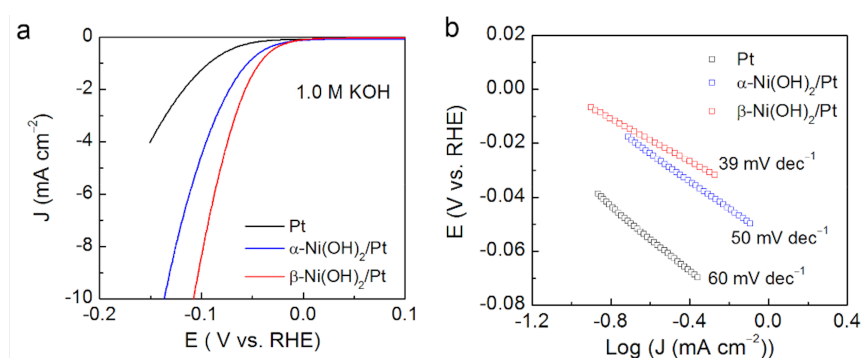 a
J (mA cm⁻²)
0
-2
-4
-6
-8
-10
1.0 M KOH
Pt
α-Ni(OH)₂/Pt
β-Ni(OH)₂/Pt
-0.2
-0.1
0.0
0.1
E ( V vs. RHE)
b
E (V vs. RHE)
0.02
0.00
-0.02
-0.04
-0.06
-0.08
Pt
α-Ni(OH)₂/Pt
β-Ni(OH)₂/Pt
39 mV dec⁻¹
50 mV dec⁻¹
60 mV dec⁻¹
-1.2
-0.8
-0.4
0.0
0.4
Log (J (mA cm⁻²))